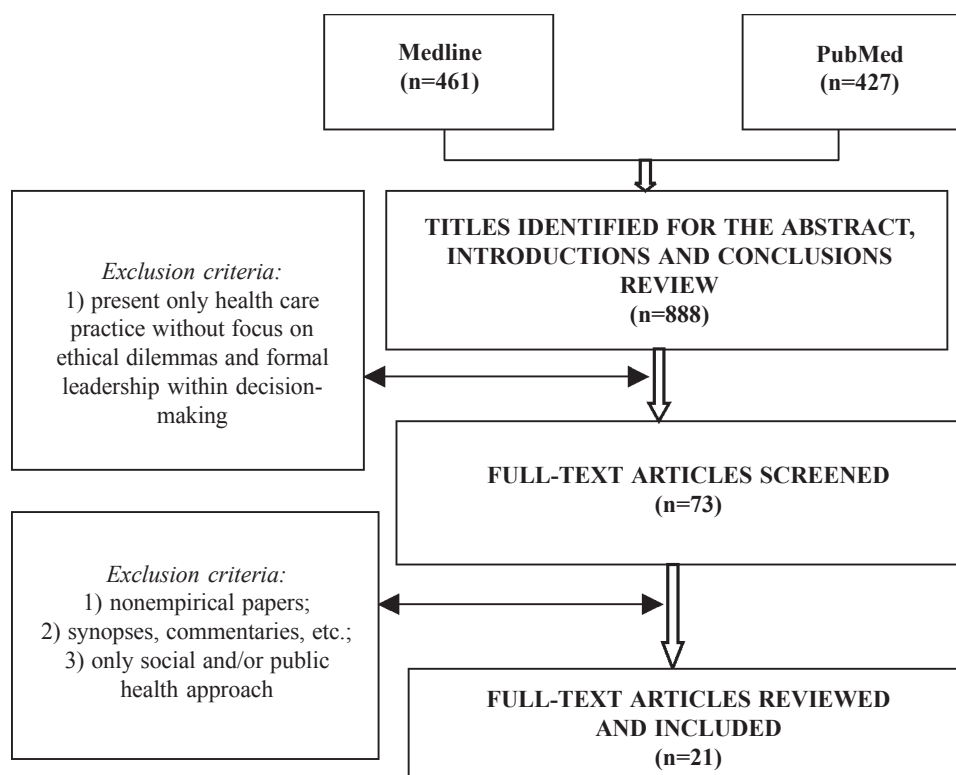 Medline
(n=461)
PubMed
(n=427)
TITLES IDENTIFIED FOR THE ABSTRACT,
INTRODUCTIONS AND CONCLUSIONS
REVIEW
(n=888)
Exclusion criteria:
1) present only health care
practice without focus on
ethical dilemmas and formal
leadership within decision-
making
FULL-TEXT ARTICLES SCREENED
(n=73)
Exclusion criteria:
1) nonempirical papers;
2) synopses, commentaries, etc.;
3) only social and/or public
health approach
FULL-TEXT ARTICLES REVIEWED
AND INCLUDED
(n=21)